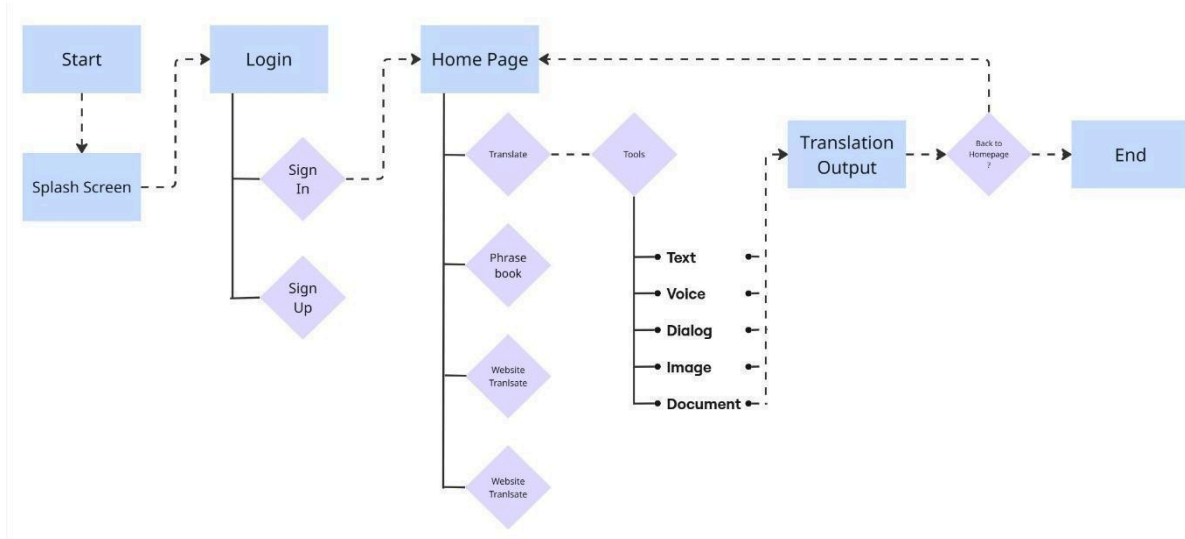 Start
Login
Home Page
Splash Screen
Sign
In
Sign
Up
Translate
Tools
Phrase
book
Website
Tranlsate
Website
Tranlsate
Text
Voice
Dialog
Image
Document
Translation
Output
Back to
Homepage
?
End